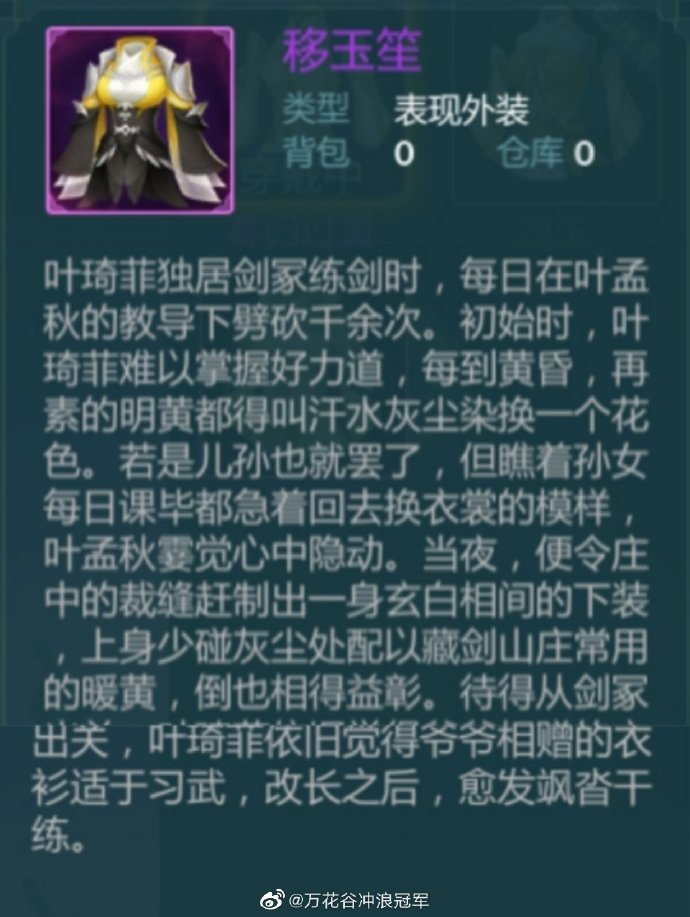 移玉笙
类型 表现外装
背包 0 仓库 0
叶琦菲独居剑冢练剑时，每日在叶孟
秋的教导下劈砍千余次。初始时，叶
琦菲难以掌握好力道，每到黄昏，再
素的明黄都得叫汗水灰尘染换一个花
色。若是儿孙也就罢了，但瞧着孙女
每日课毕都急着回去换衣裳的模样，
叶孟秋霎觉心中隐动。当夜，便令庄
中的裁缝赶制出一身玄白相间的下装
，上身少碰灰尘处配以藏剑山庄常用
的暖黄，倒也相得益彰。待得从剑冢
出关，叶琦菲依旧觉得爷爷相赠的衣
衫适于习武，改长之后，愈发飒沓干
练。
@万花谷冲浪冠军